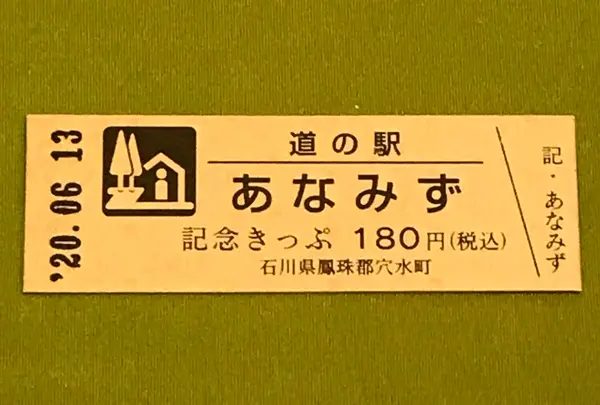 '20.06 13
道の駅
あなみず
記念きっぷ 180円(税込)
石川県鳳珠郡穴水町
記・あなみず